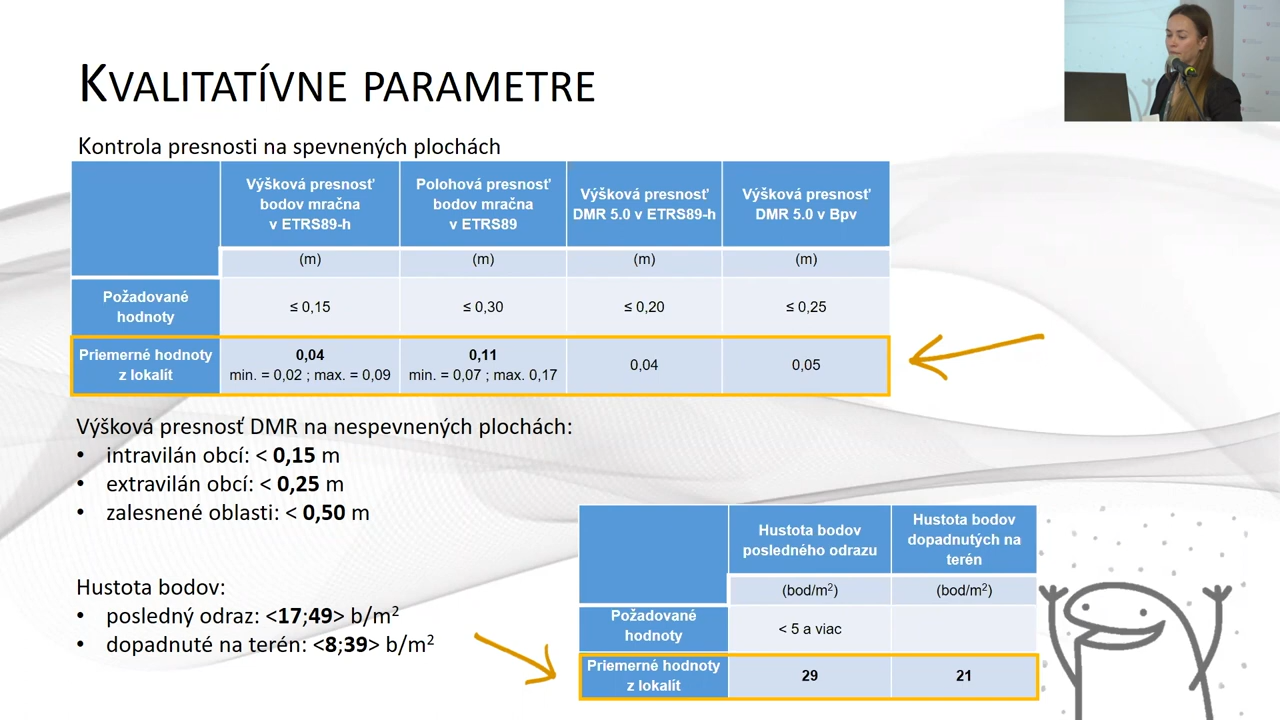 KVALITATÍVNE PARAMETRE
Kontrola presnosti na spevnených plochách
Výšková presnosť
bodov mračna
v ETRS89-h
Polohová presnosť
bodov mračna
v ETRS89
Výšková presnosť
DMR 5.0 v ETRS89-h
Výšková presnosť
DMR 5.0 v Bpv
(m)
(m)
(m)
(m)
Požadované
hodnoty
≤ 0,15
≤ 0,30
≤ 0,20
≤ 0,25
Priemerné hodnoty
z lokalít
0,04
min. = 0,02 ; max. = 0,09
0,11
min. = 0,07 ; max. 0,17
0,04
0,05
Výšková presnosť DMR na nespevnených plochách:
• intravilán obcí: < 0,15 m
• extravilán obcí: < 0,25 m
• zalesnené oblasti: < 0,50 m
Hustota bodov:
• posledný odraz: <17;49> b/m²
• dopadnuté na terén: <8;39> b/m²
Hustota bodov
posledného odrazu
Hustota bodov
dopadnutých na
terén
(bod/m²)
(bod/m²)
Požadované
hodnoty
< 5 a viac
Priemerné hodnoty
z lokalít
29
21